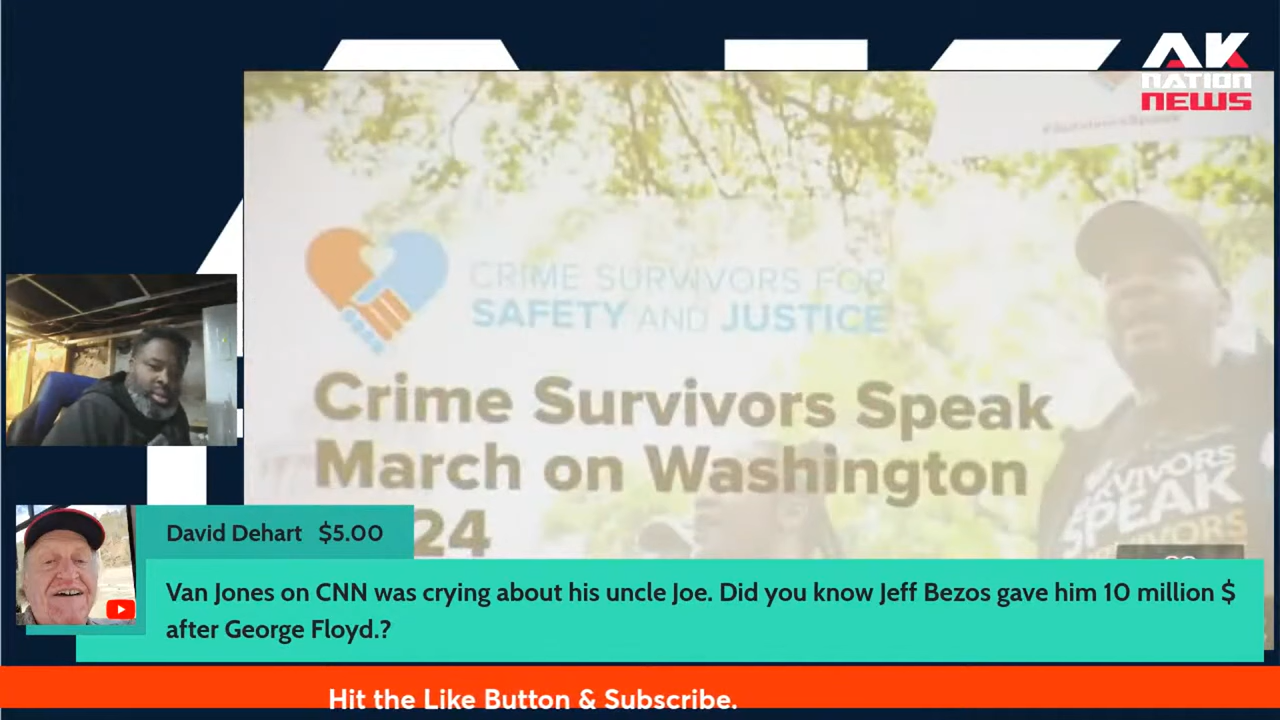 AK
NATION
NEWS
CRIME SURVIVORS FOR
SAFETY AND JUSTICE
Crime Survivors Speak
March on Washington
24
SURVIVORS
SPEAK
David Dehart $5.00
Van Jones on CNN was crying about his uncle Joe. Did you know Jeff Bezos gave him 10 million $
after George Floyd.?
Hit the Like Button & Subscribe.